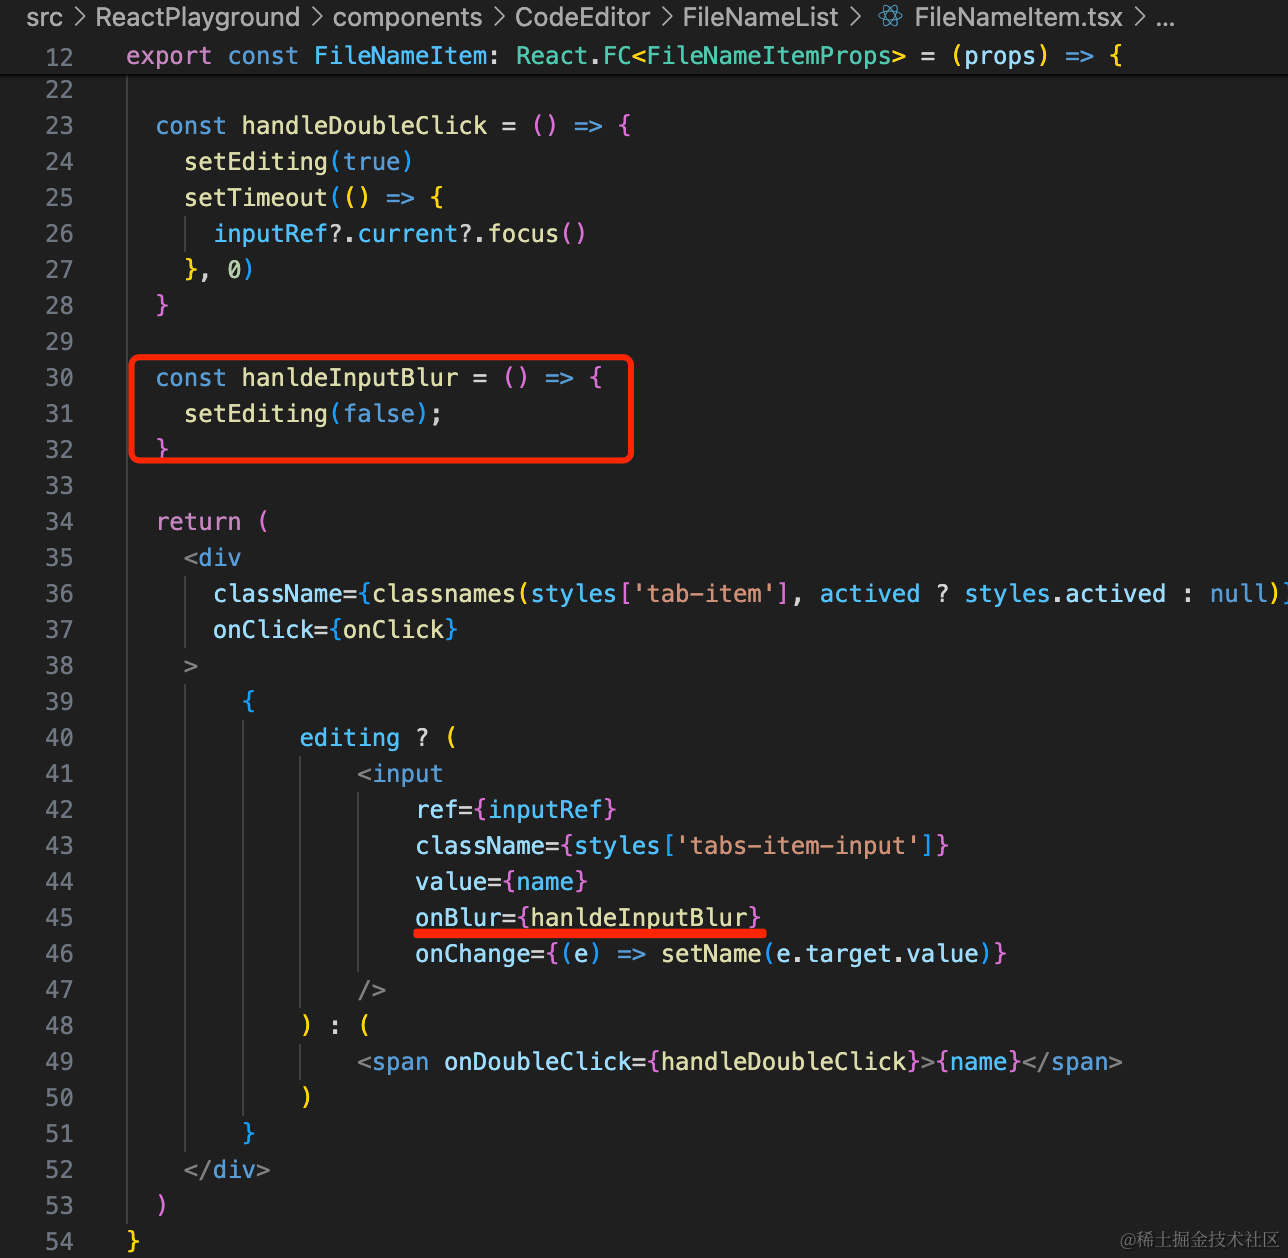 src > ReactPlayground > components > CodeEditor > FileNameList > FileNameItem.tsx > ...
12 export const FileNameItem: React.FC<FileNameItemProps> = (props) => {
22
23 const handleDoubleClick = () => {
24 setEditing(true)
25 setTimeout(() => {
26 inputRef?.current?.focus()
27 }, 0)
28 }
29
30 const hanldeInputBlur = () => {
31 setEditing(false);
32 }
33
34 return (
35 <div
36 className={classnames(styles['tab-item'], actived ? styles.actived : null)}
37 onClick={onClick}
38 >
39 {
40 editing ? (
41 <input
42 ref={inputRef}
43 className={styles['tabs-item-input']}
44 value={name}
45 onBlur={hanldeInputBlur}
46 onChange={(e) => setName(e.target.value)}
47 />
48 ) : (
49 <span onDoubleClick={handleDoubleClick}>{name}</span>
50 )
51 }
52 </div>
53 )
54 }
@稀土掘金技术社区